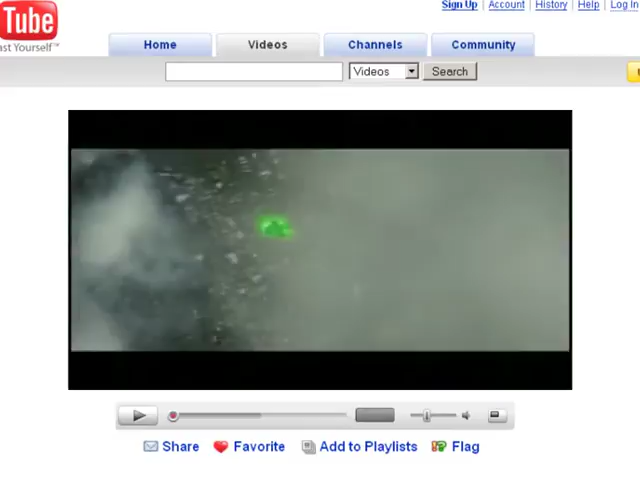 Sign Up | Account | History | Help | Log In
Tube
ast Yourself™
Home Videos Channels Community
Videos Search
Share Favorite Add to Playlists Flag